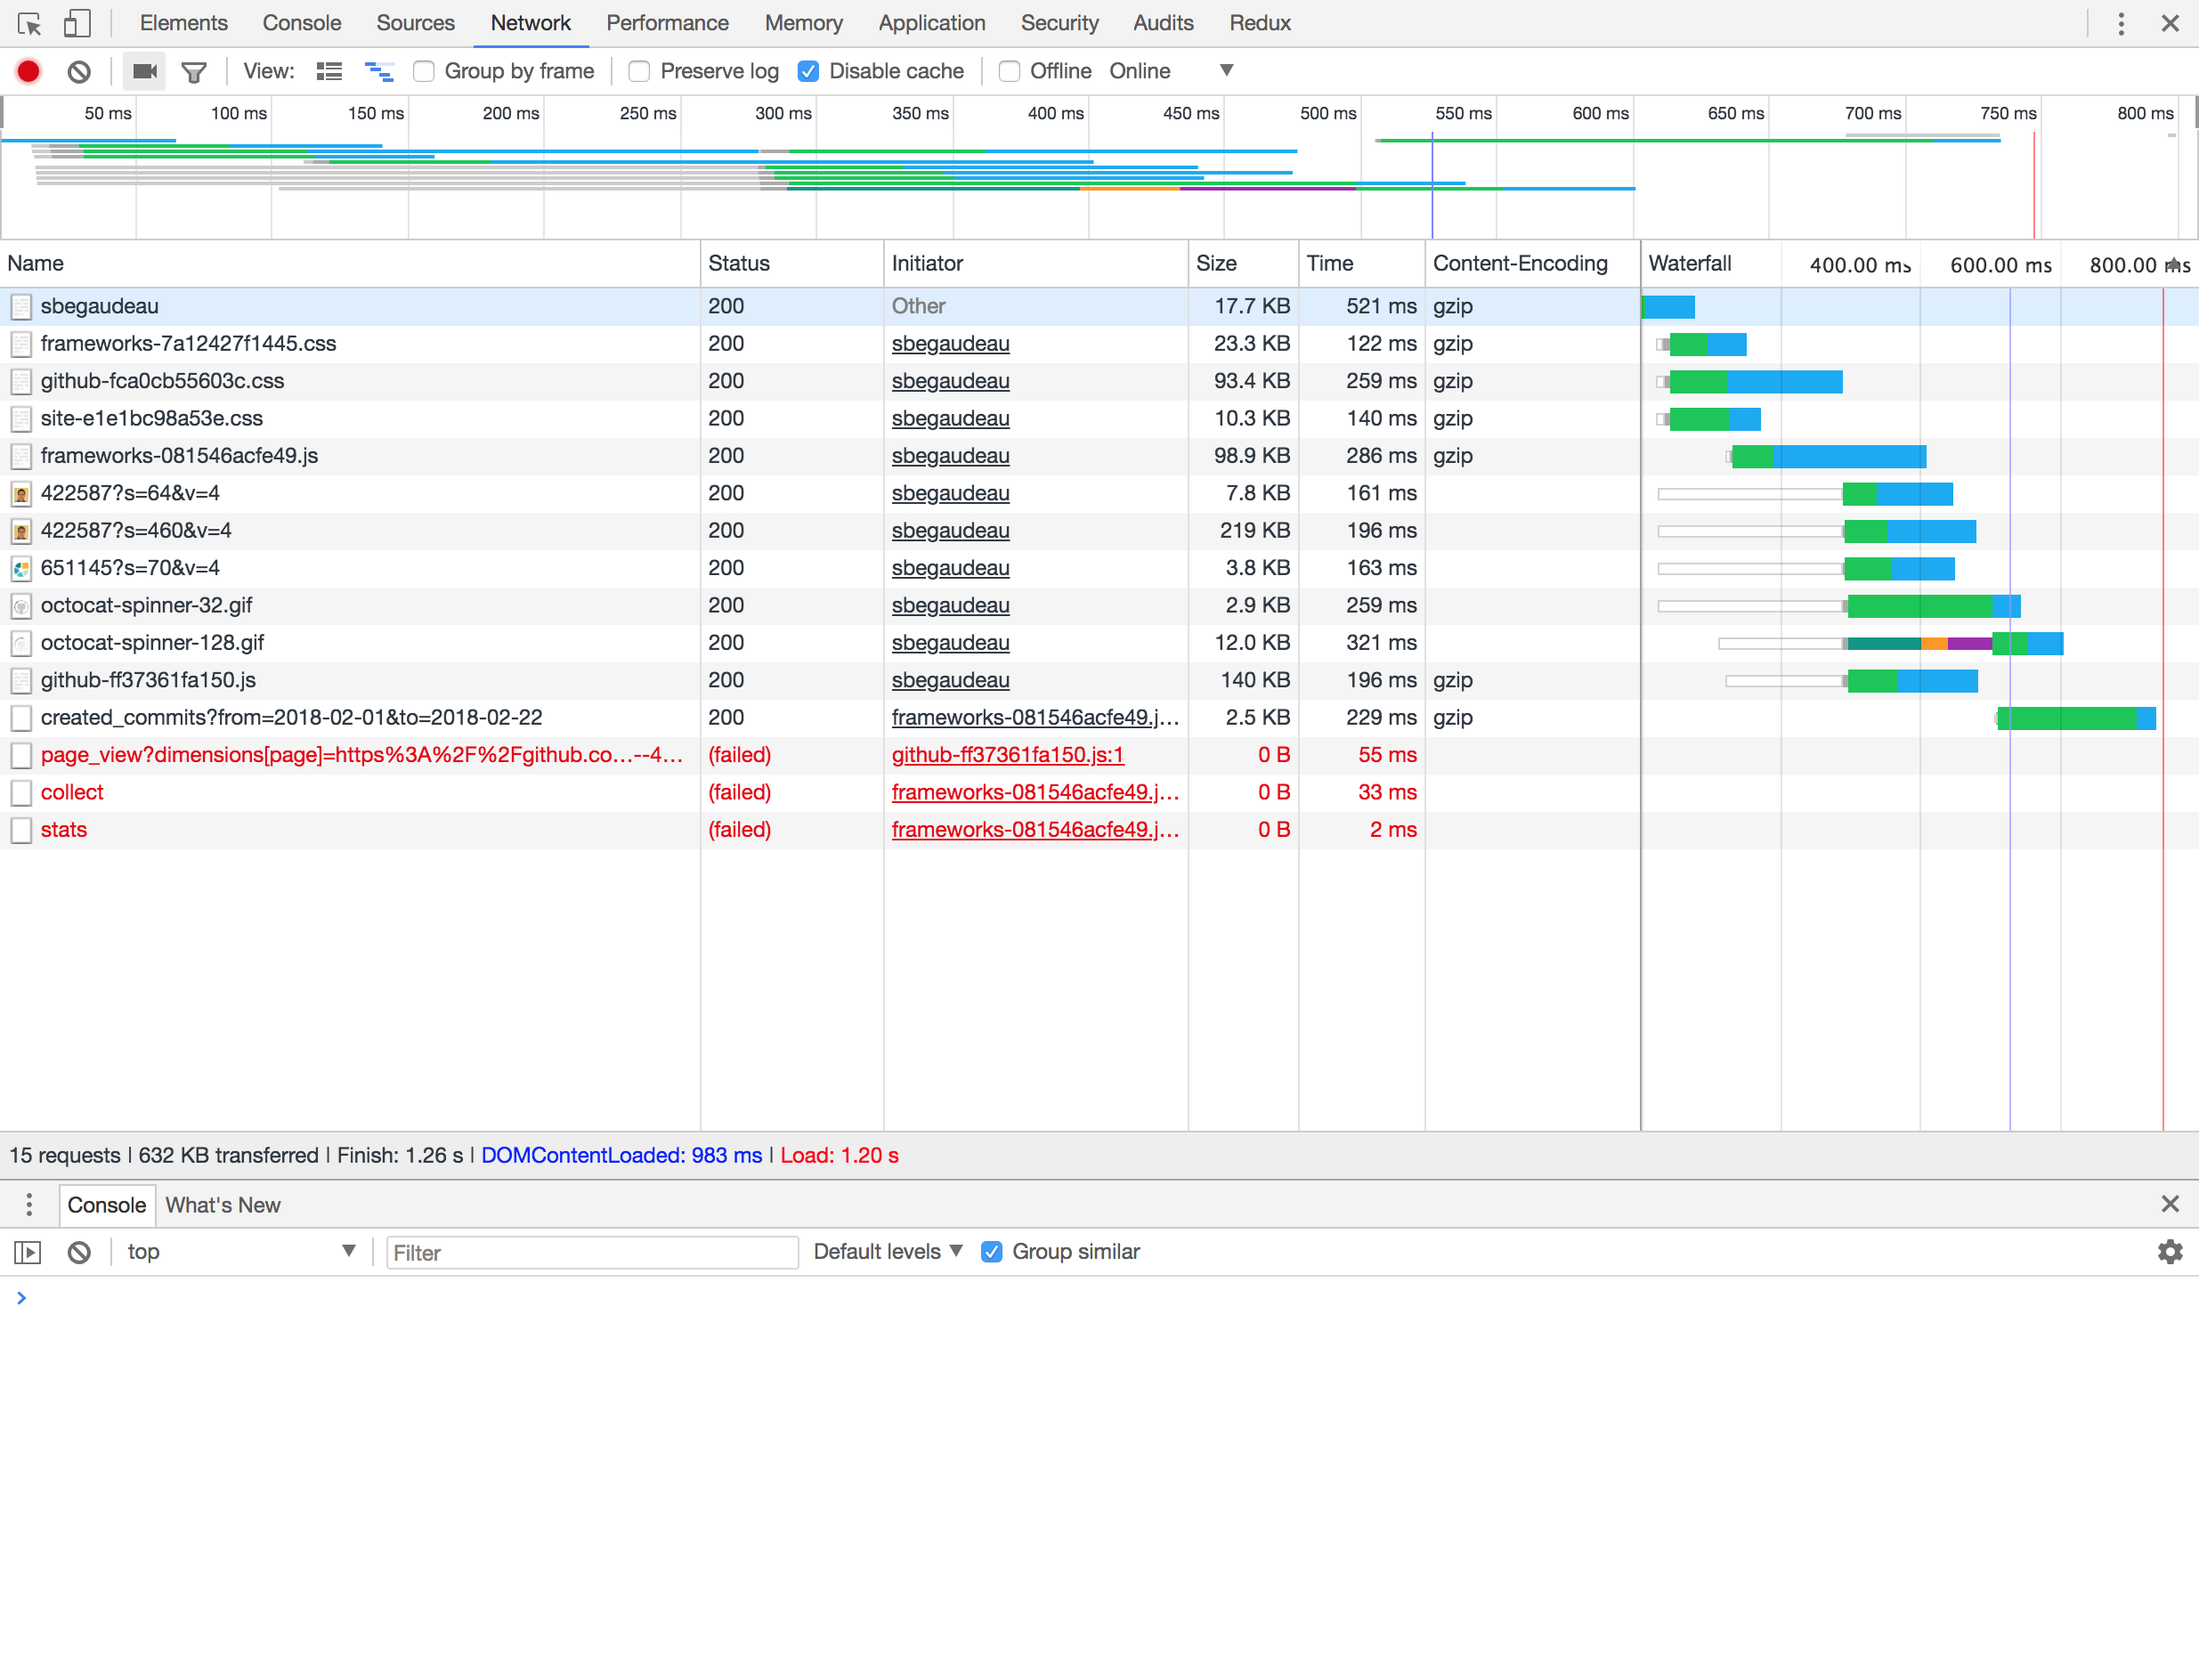 Elements Console Sources Network Performance Memory Application Security Audits Redux
View: Group by frame Preserve log Disable cache Offline Online
50 ms 100 ms 150 ms 200 ms 250 ms 300 ms 350 ms 400 ms 450 ms 500 ms 550 ms 600 ms 650 ms 700 ms 750 ms 800 ms
Name Status Initiator Size Time Content-Encoding Waterfall 400.00 ms 600.00 ms 800.00 ms
sbegaudeau 200 Other 17.7 KB 521 ms gzip
frameworks-7a12427f1445.css 200 sbegaudeau 23.3 KB 122 ms gzip
github-fca0cb55603c.css 200 sbegaudeau 93.4 KB 259 ms gzip
site-e1e1bc98a53e.css 200 sbegaudeau 10.3 KB 140 ms gzip
frameworks-081546acfe49.js 200 sbegaudeau 98.9 KB 286 ms gzip
422587?s=64&v=4 200 sbegaudeau 7.8 KB 161 ms
422587?s=460&v=4 200 sbegaudeau 219 KB 196 ms
651145?s=70&v=4 200 sbegaudeau 3.8 KB 163 ms
octocat-spinner-32.gif 200 sbegaudeau 2.9 KB 259 ms
octocat-spinner-128.gif 200 sbegaudeau 12.0 KB 321 ms
github-ff37361fa150.js 200 sbegaudeau 140 KB 196 ms gzip
created_commits?from=2018-02-01&to=2018-02-22 200 frameworks-081546acfe49.j… 2.5 KB 229 ms gzip
page_view?dimensions[page]=https%3A%2F%2Fgithub.co…--4… (failed) github-ff37361fa150.js:1 0 B 55 ms
collect (failed) frameworks-081546acfe49.j… 0 B 33 ms
stats (failed) frameworks-081546acfe49.j… 0 B 2 ms
15 requests | 632 KB transferred | Finish: 1.26 s | DOMContentLoaded: 983 ms | Load: 1.20 s
Console What's New
top Filter Default levels Group similar